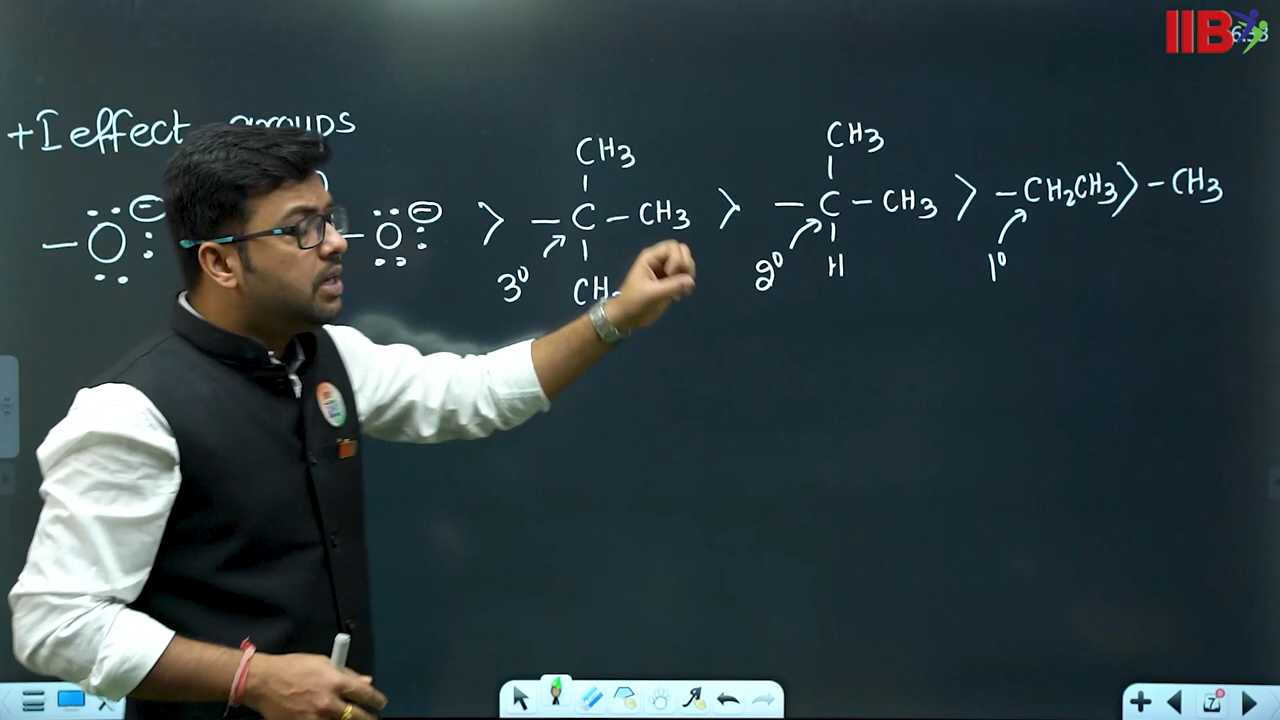 IIB
+I effect groups
CH3 CH3
–O⊖ –O⊖ > –C–CH3 > –C–CH3 > –CH2CH3 > –CH3
3° 2° H 1°